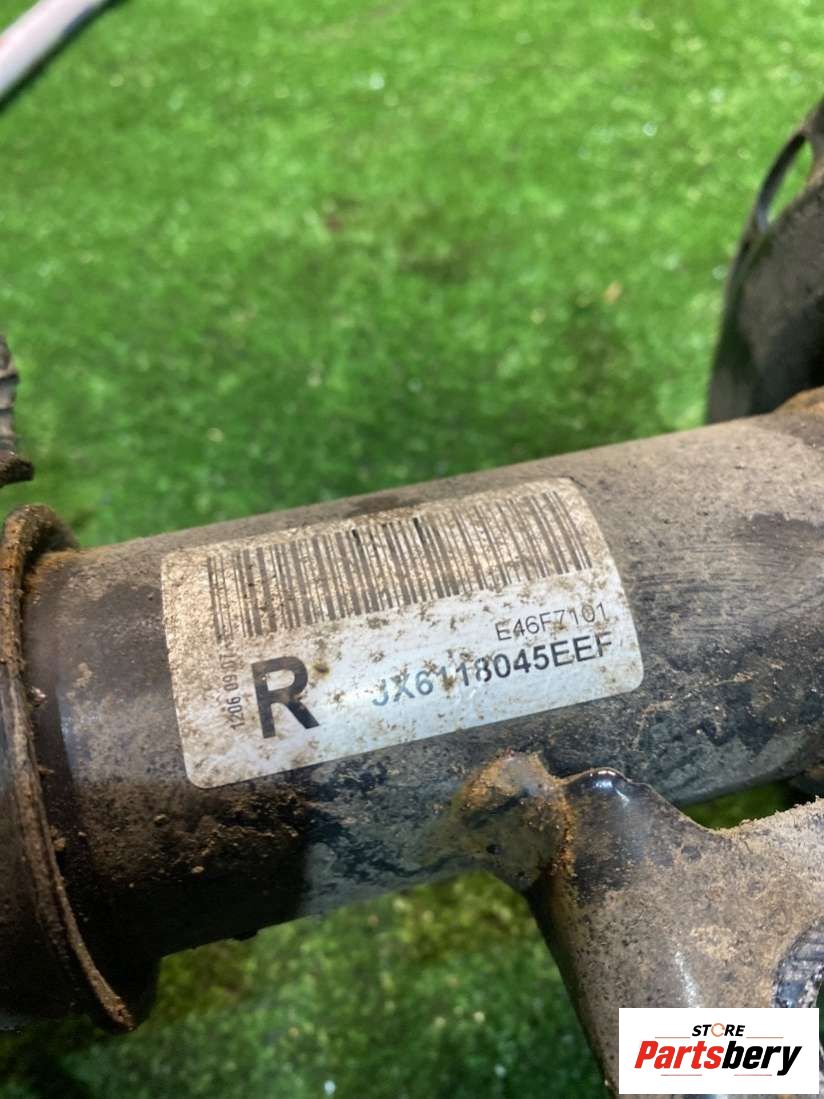 E46F7101
R JX6118045EEF
1206 09 07
STORE
Partsbery